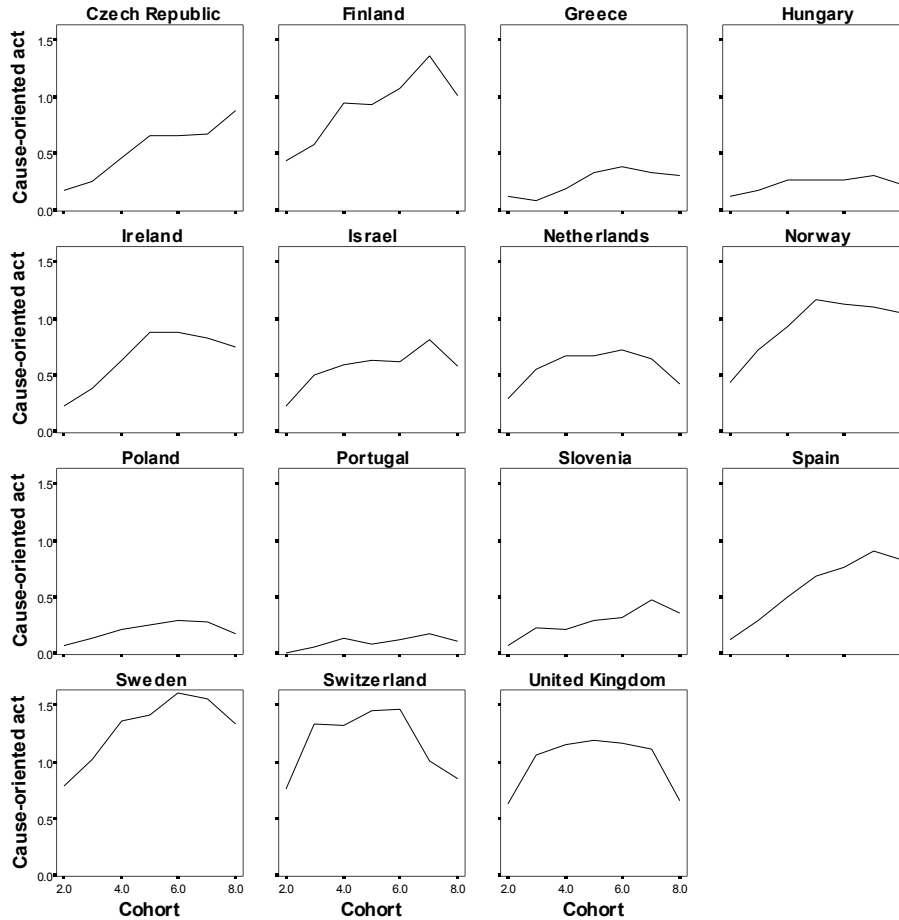 Czech Republic Finland Greece Hungary
Cause-oriented act
1.5
1.0
0.5
0.0
Ireland Israel Netherlands Norway
Cause-oriented act
1.5
1.0
0.5
0.0
Poland Portugal Slovenia Spain
Cause-oriented act
1.5
1.0
0.5
0.0
Sweden Switzerland United Kingdom
Cause-oriented act
1.5
1.0
0.5
0.0
2.0 4.0 6.0 8.0 2.0 4.0 6.0 8.0 2.0 4.0 6.0 8.0
Cohort Cohort Cohort